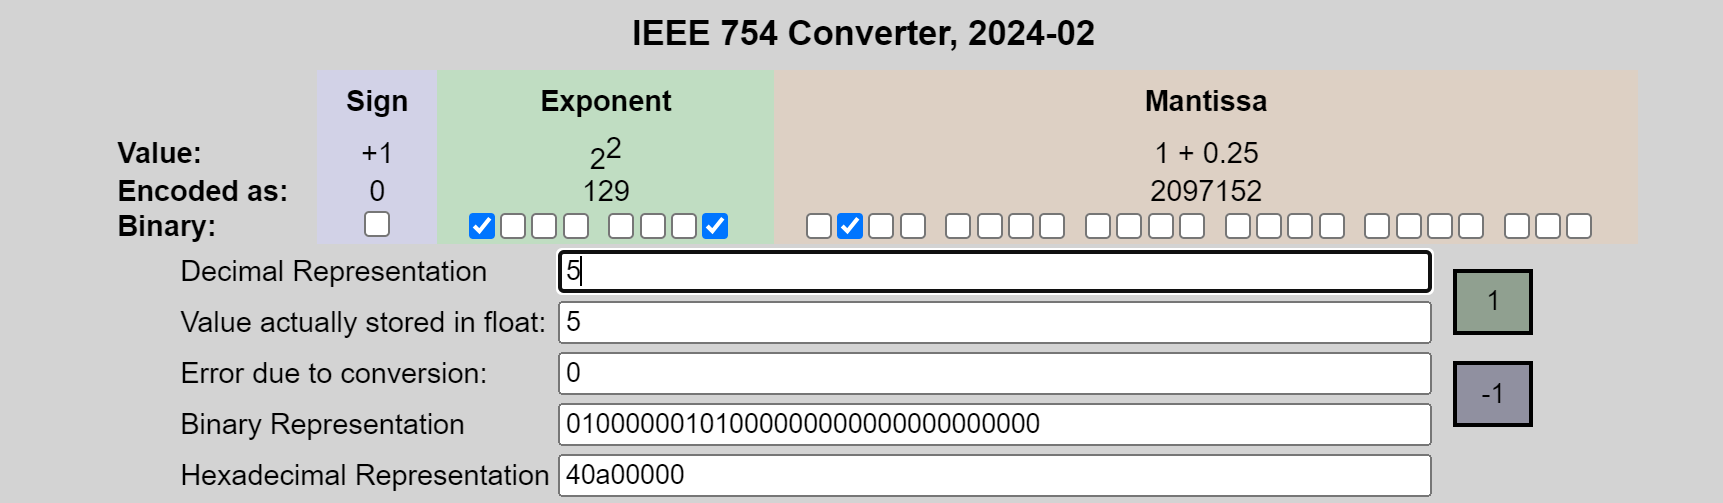 IEEE 754 Converter, 2024-02
Sign Exponent Mantissa
Value: +1 2² 1 + 0.25
Encoded as: 0 129 2097152
Binary:
Decimal Representation 5
1
Value actually stored in float: 5
Error due to conversion: 0
-1
Binary Representation 01000000101000000000000000000000
Hexadecimal Representation 40a00000